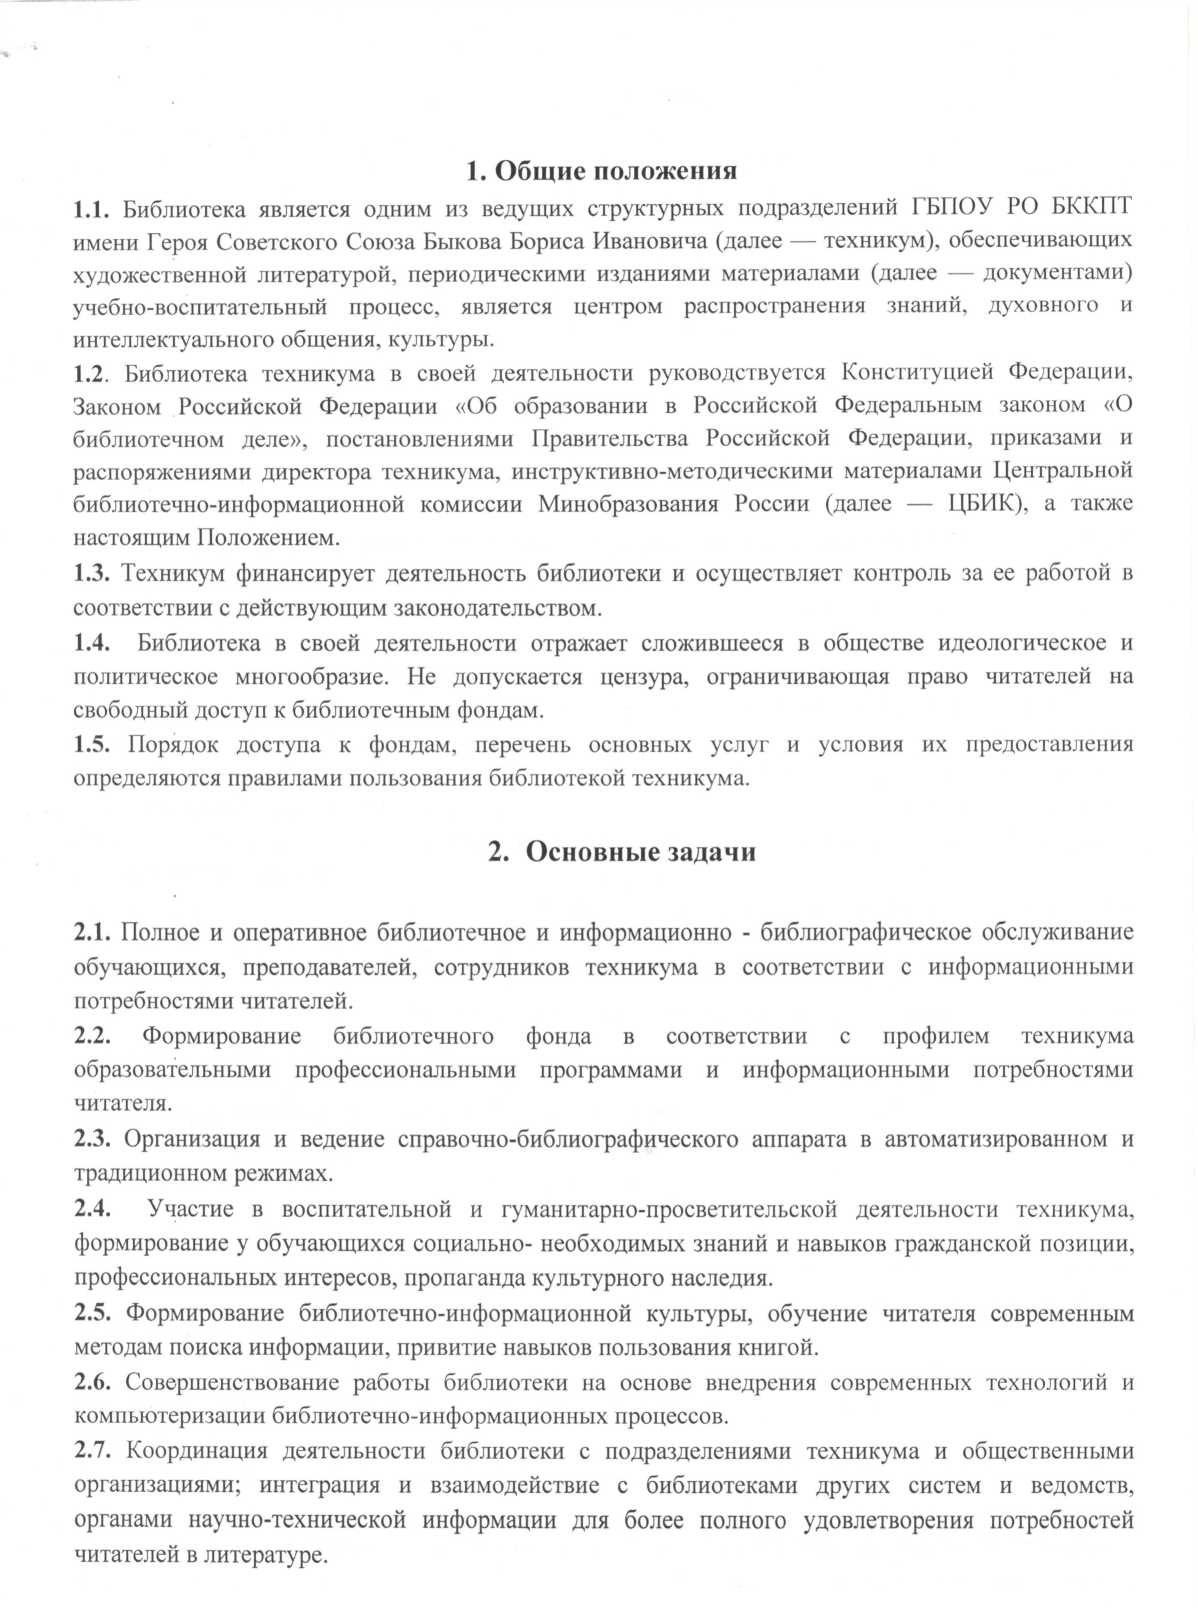 1. Общие положения
1.1. Библиотека является одним из ведущих структурных подразделений ГБПОУ РО БККПТ
имени Героя Советского Союза Быкова Бориса Ивановича (далее — техникум), обеспечивающих
художественной литературой, периодическими изданиями материалами (далее — документами)
учебно-воспитательный процесс, является центром распространения знаний, духовного и
интеллектуального общения, культуры.
1.2. Библиотека техникума в своей деятельности руководствуется Конституцией Федерации,
Законом Российской Федерации «Об образовании в Российской Федеральным законом «О
библиотечном деле», постановлениями Правительства Российской Федерации, приказами и
распоряжениями директора техникума, инструктивно-методическими материалами Центральной
библиотечно-информационной комиссии Минобразования России (далее — ЦБИК), а также
настоящим Положением.
1.3. Техникум финансирует деятельность библиотеки и осуществляет контроль за ее работой в
соответствии с действующим законодательством.
1.4. Библиотека в своей деятельности отражает сложившееся в обществе идеологическое и
политическое многообразие. Не допускается цензура, ограничивающая право читателей на
свободный доступ к библиотечным фондам.
1.5. Порядок доступа к фондам, перечень основных услуг и условия их предоставления
определяются правилами пользования библиотекой техникума.
2. Основные задачи
2.1. Полное и оперативное библиотечное и информационно - библиографическое обслуживание
обучающихся, преподавателей, сотрудников техникума в соответствии с информационными
потребностями читателей.
2.2. Формирование библиотечного фонда в соответствии с профилем техникума
образовательными профессиональными программами и информационными потребностями
читателя.
2.3. Организация и ведение справочно-библиографического аппарата в автоматизированном и
традиционном режимах.
2.4. Участие в воспитательной и гуманитарно-просветительской деятельности техникума,
формирование у обучающихся социально- необходимых знаний и навыков гражданской позиции,
профессиональных интересов, пропаганда культурного наследия.
2.5. Формирование библиотечно-информационной культуры, обучение читателя современным
методам поиска информации, привитие навыков пользования книгой.
2.6. Совершенствование работы библиотеки на основе внедрения современных технологий и
компьютеризации библиотечно-информационных процессов.
2.7. Координация деятельности библиотеки с подразделениями техникума и общественными
организациями; интеграция и взаимодействие с библиотеками других систем и ведомств,
органами научно-технической информации для более полного удовлетворения потребностей
читателей в литературе.